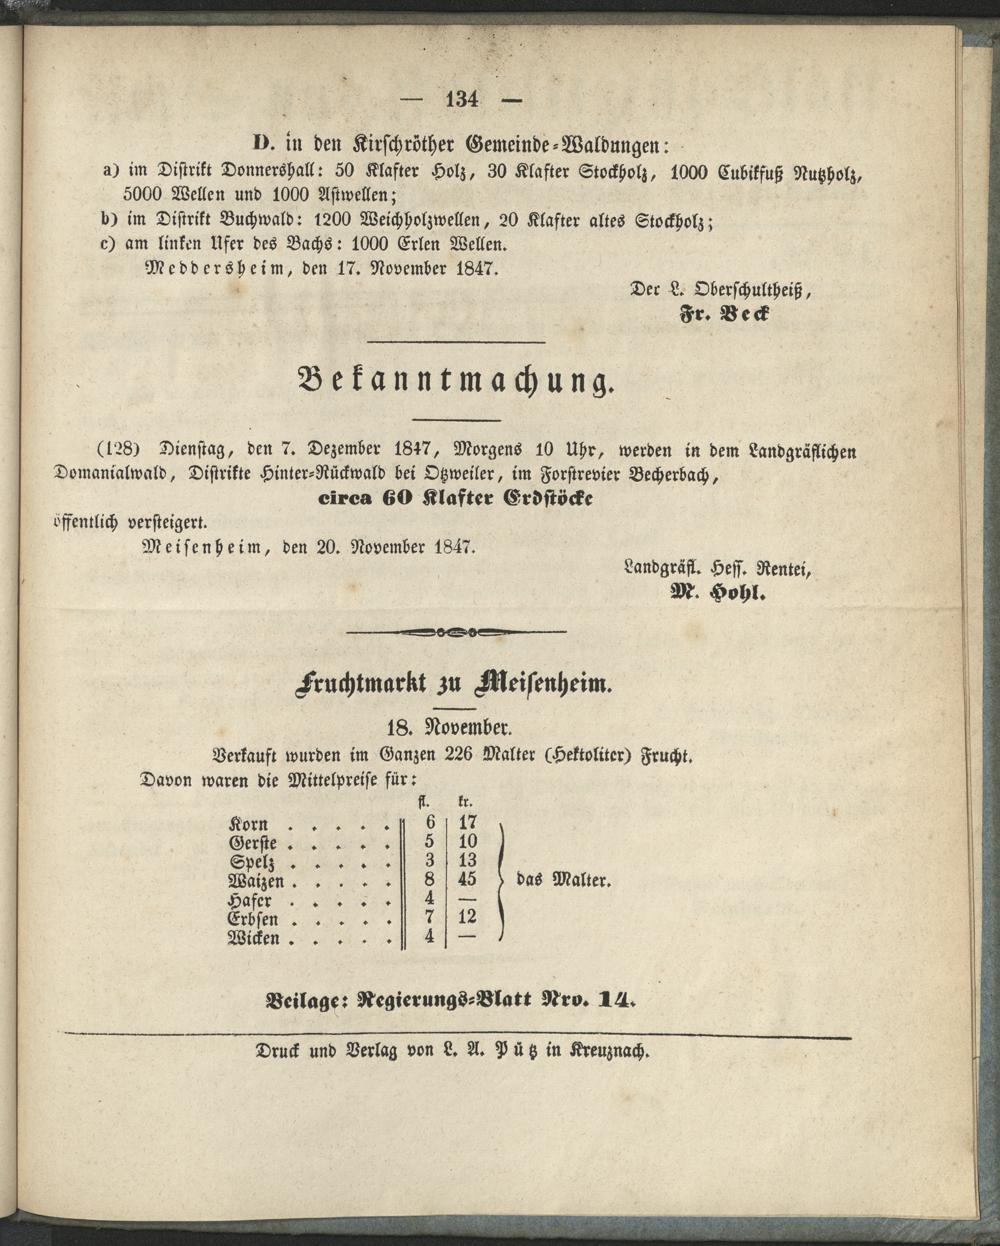 — 134 —
D. in den Kirschröther Gemeinde-Waldungen:
a) im Distrikt Donnershall: 50 Klafter Holz, 30 Klafter Stockholz, 1000 Cubikfuß Nutzholz,
5000 Wellen und 1000 Astwellen;
b) im Distrikt Buchwald: 1200 Weichholzwellen, 20 Klafter altes Stockholz;
c) am linken Ufer des Bachs: 1000 Erlen Wellen.
Meddersheim, den 17. November 1847.
Der L. Oberschultheiß,
Fr. Beck
Bekanntmachung.
(128) Dienstag, den 7. Dezember 1847, Morgens 10 Uhr, werden in dem Landgräflichen
Domanialwald, Distrikte Hinter-Rückwald bei Otzweiler, im Forstrevier Becherbach,
circa 60 Klafter Erdstöcke
öffentlich versteigert.
Meisenheim, den 20. November 1847.
Landgräfl. Hess. Rentei,
M. Hohl.
Fruchtmarkt zu Meisenheim.
18. November.
Verkauft wurden im Ganzen 226 Malter (Hektoliter) Frucht.
Davon waren die Mittelpreise für:
fl. kr.
Korn . . . . . 6 17
Gerste . . . . . 5 10
Spelz . . . . . 3 13
Waizen . . . . . 8 45 das Malter.
Hafer . . . . . 4 —
Erbsen . . . . . 7 12
Wicken . . . . . 4 —
Beilage: Regierungs-Blatt Nro. 14.
Druck und Verlag von L. A. Pütz in Kreuznach.